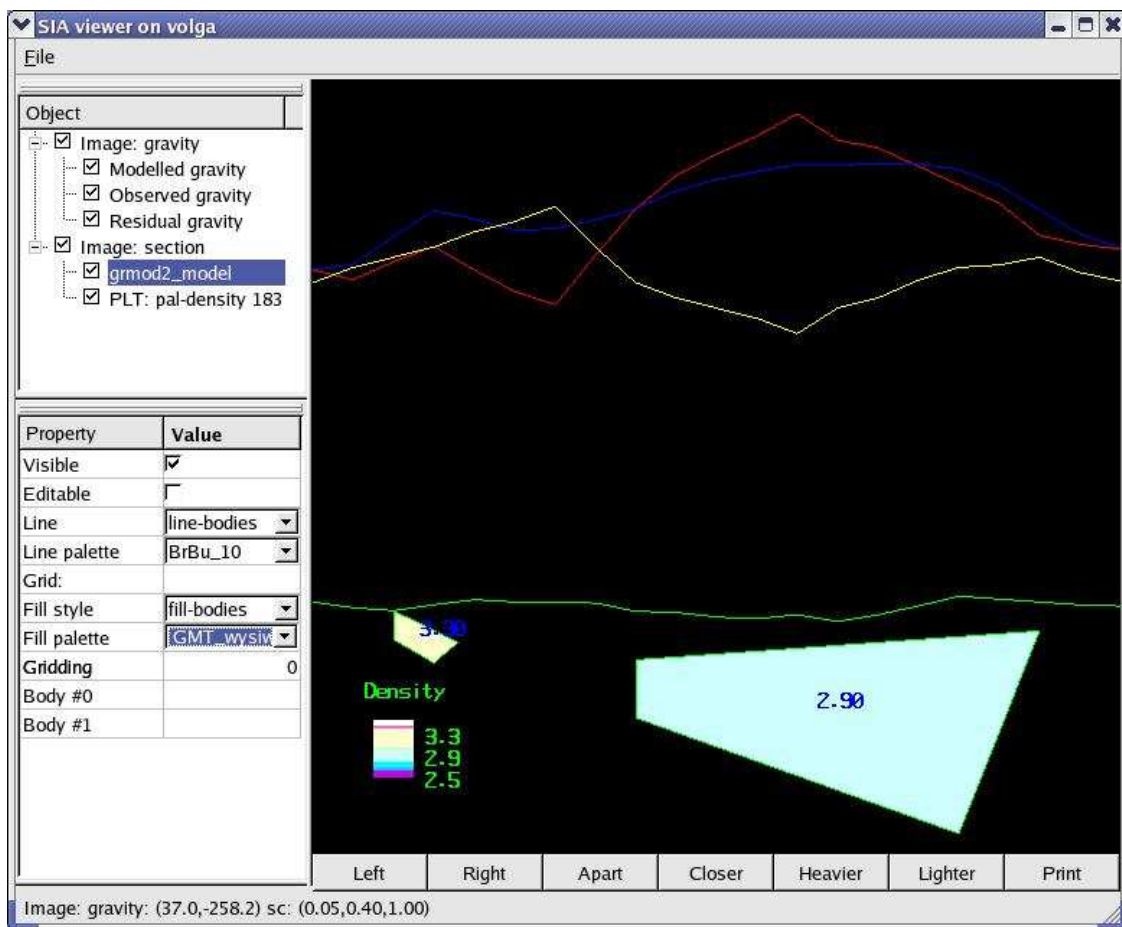 SIA viewer on volga
File
Object
Image: gravity
Modelled gravity
Observed gravity
Residual gravity
Image: section
grmod2_model
PLT: pal-density 183
Property Value
Visible
Editable
Line line-bodies
Line palette BrBu_10
Grid:
Fill style fill-bodies
Fill palette GMT_wysiw
Gridding 0
Body #0
Body #1
Density
3.3
2.9
2.5
2.90
Left Right Apart Closer Heavier Lighter Print
Image: gravity: (37.0,-258.2) sc: (0.05,0.40,1.00)